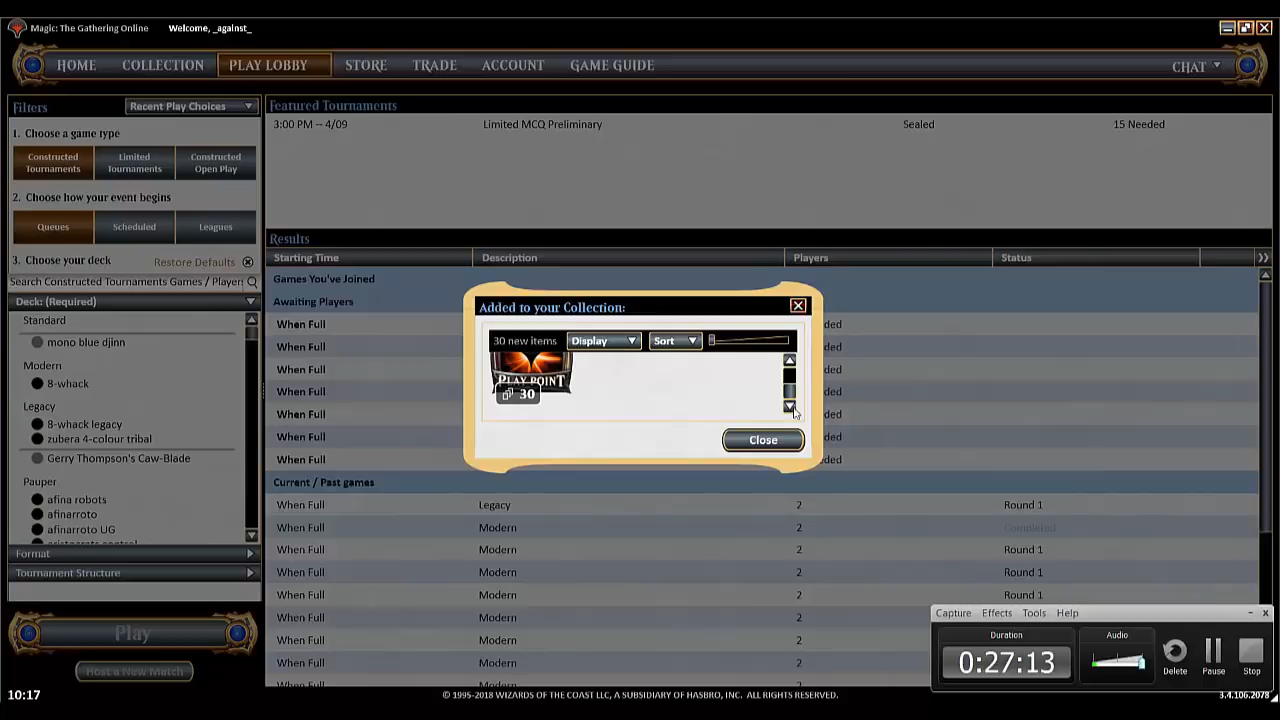 Magic: The Gathering Online Welcome, _against_
HOME COLLECTION PLAY LOBBY STORE TRADE ACCOUNT GAME GUIDE CHAT
Filters Recent Play Choices
1. Choose a game type
Constructed Tournaments
Limited Tournaments
Constructed Open Play
2. Choose how your event begins
Queues Scheduled Leagues
3. Choose your deck Restore Defaults
Search Constructed Tournaments Games / Player
Deck: (Required)
Standard
mono blue djinn
Modern
8-whack
Legacy
8-whack legacy
zubera 4-colour tribal
Gerry Thompson's Caw-Blade
Pauper
afina robots
afinarroto
afinarroto UG
Format
Tournament Structure
Play
Host a New Match
10:17
Featured Tournaments
3:00 PM -- 4/09 Limited MCQ Preliminary Sealed 15 Needed
Results
Starting Time Description Players Status
Games You've Joined
Awaiting Players
When Full ded
When Full ded
When Full ded
When Full ded
When Full ded
When Full ded
When Full ded
Current / Past games
When Full Legacy 2 Round 1
When Full Modern 2 Completed
When Full Modern 2 Round 1
When Full Modern 2 Round 1
When Full Modern 2 Round 1
When Full Modern 2
When Full Modern 2
When Full Modern 2
Added to your Collection:
30 new items Display Sort
PLAY POINT
30
Close
Capture Effects Tools Help
Duration Audio
0:27:13
Delete Pause Stop
© 1995-2018 WIZARDS OF THE COAST LLC, A SUBSIDIARY OF HASBRO, INC. ALL RIGHTS RESERVED.
3.4.106.2078